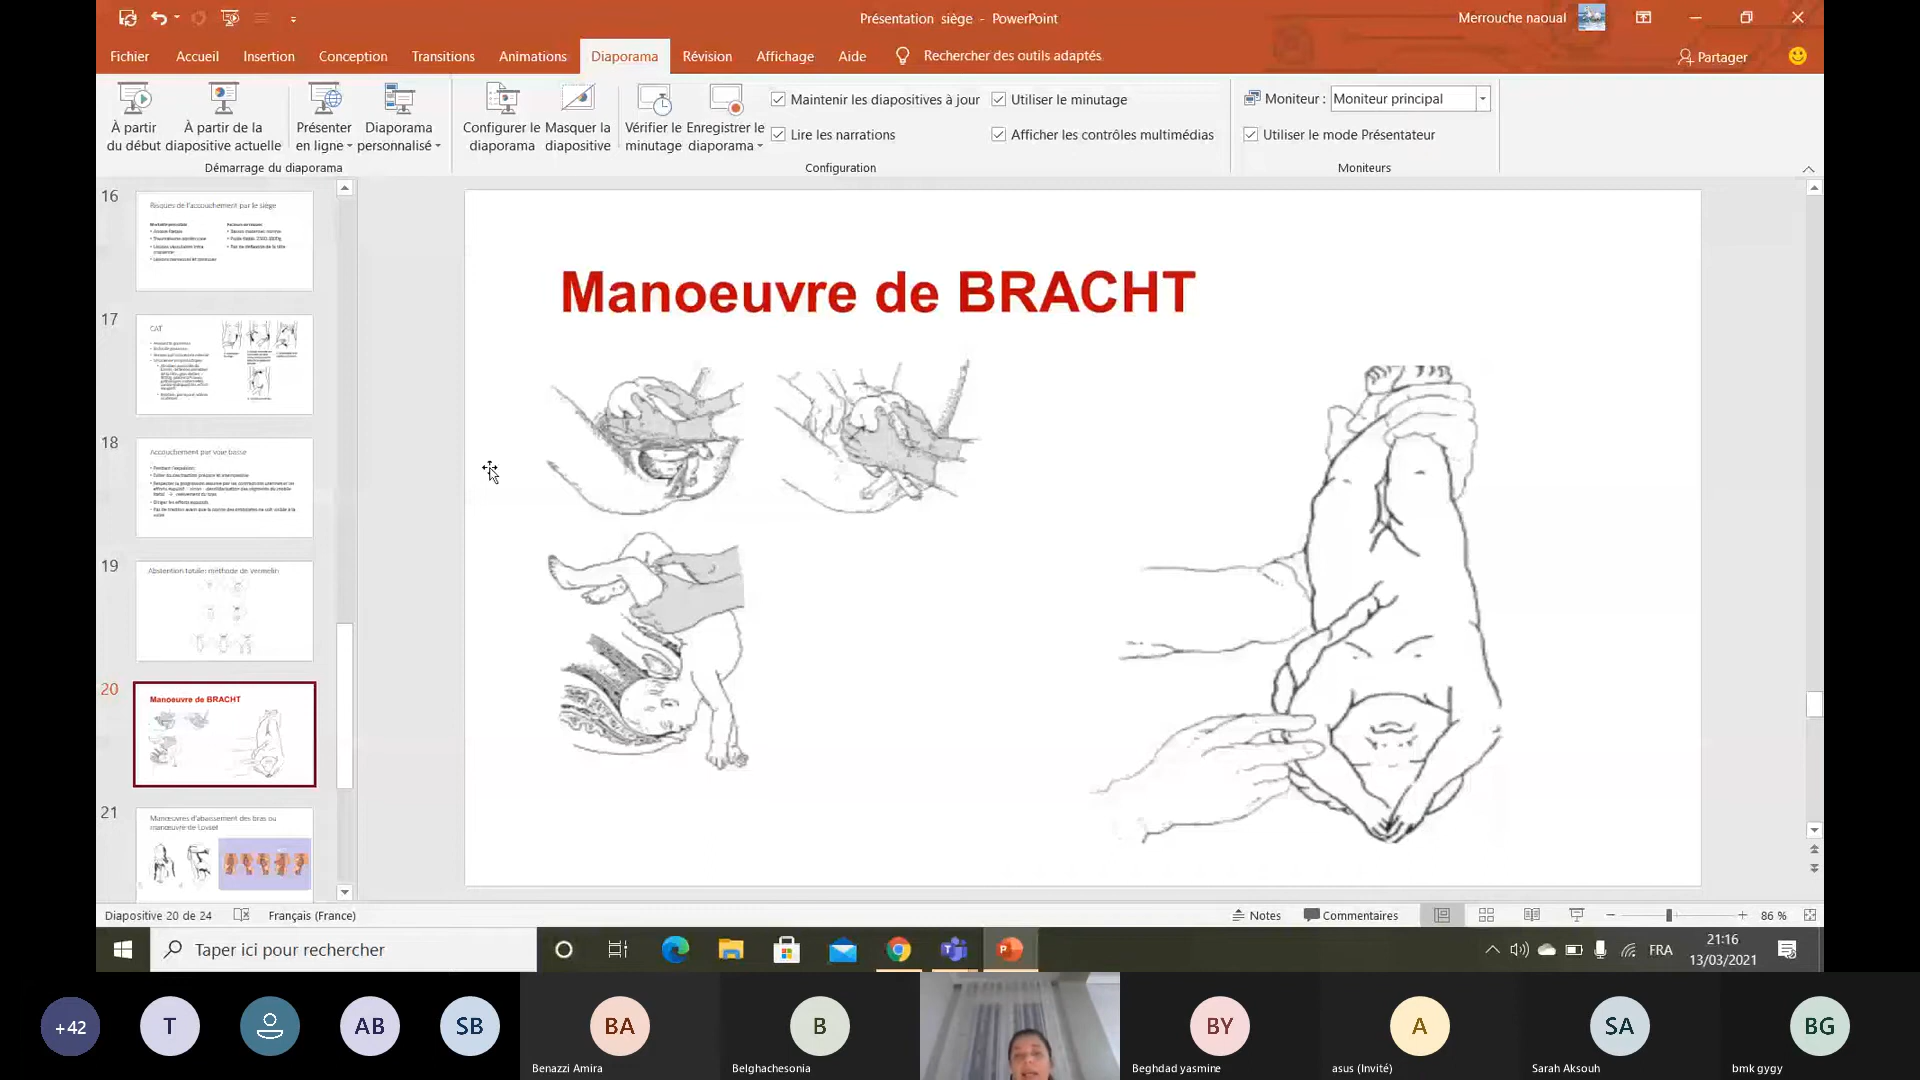 Présentation siège - PowerPoint
Merrouche naoual
Fichier Accueil Insertion Conception Transitions Animations Diaporama Révision Affichage Aide Rechercher des outils adaptés
Partager
À partir du début
À partir de la diapositive actuelle
Présenter en ligne
Diaporama personnalisé
Configurer le diaporama
Masquer la diapositive
Vérifier le minutage
Enregistrer le diaporama
Maintenir les diapositives à jour
Utiliser le minutage
Lire les narrations
Afficher les contrôles multimédias
Moniteur : Moniteur principal
Utiliser le mode Présentateur
Démarrage du diaporama
Configuration
Moniteurs
16
Risques de l'accouchement par le siège
17
CAT
18
Accouchement par voie basse
19
Abstention totale: méthode de vermelin
20
Manoeuvre de BRACHT
21
Manœuvres d'abaissement des bras ou
manœuvre de Lovset
Manoeuvre de BRACHT
Diapositive 20 de 24
Français (France)
Notes
Commentaires
86 %
Taper ici pour rechercher
FRA
21:16
13/03/2021
+42
T
AB
SB
BA
B
BY
A
SA
BG
Benazzi Amira
Belghachesonia
Beghdad yasmine
asus (Invité)
Sarah Aksouh
bmk gygy